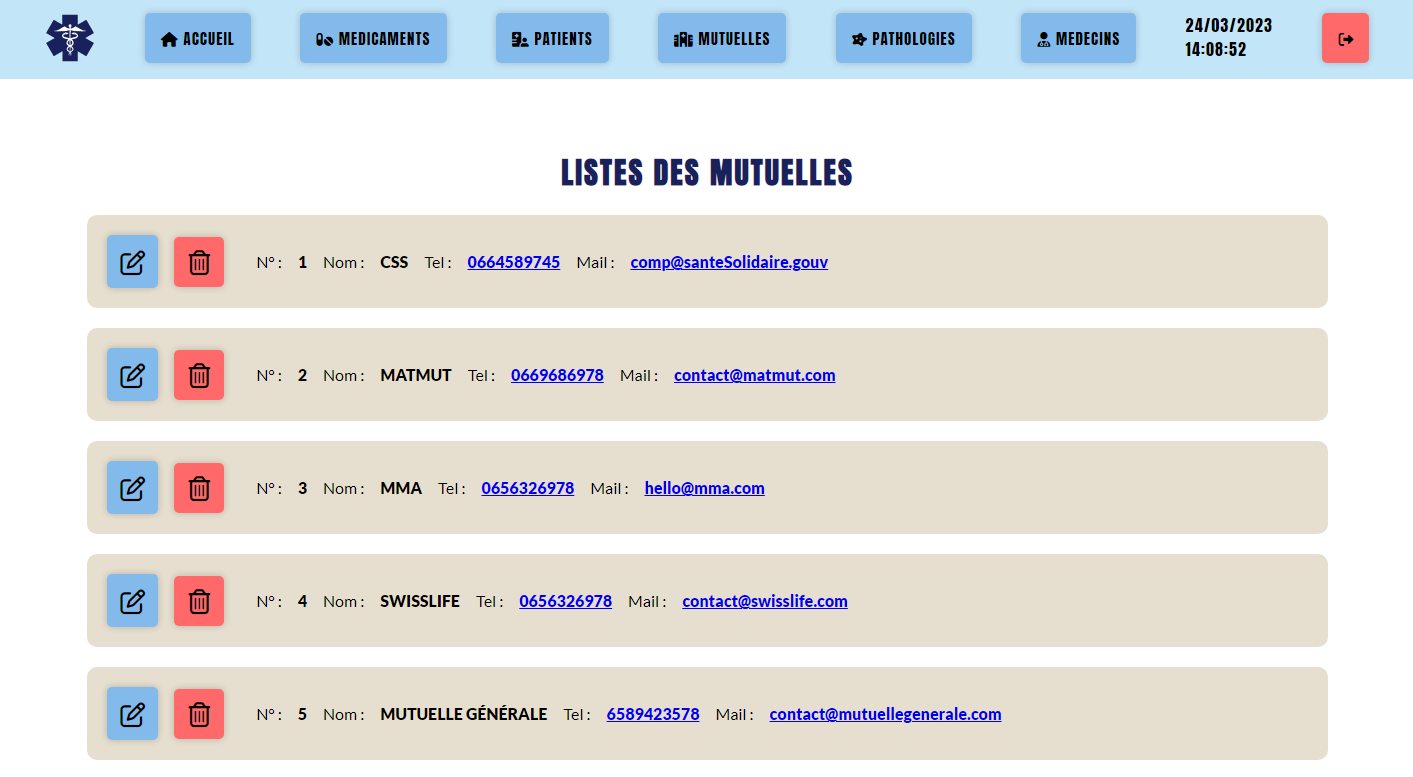 ACCUEIL MEDICAMENTS PATIENTS MUTUELLES PATHOLOGIES MEDECINS 24/03/2023
14:08:52
LISTES DES MUTUELLES
N° : 1 Nom : CSS Tel : 0664589745 Mail : comp@santeSolidaire.gouv
N° : 2 Nom : MATMUT Tel : 0669686978 Mail : contact@matmut.com
N° : 3 Nom : MMA Tel : 0656326978 Mail : hello@mma.com
N° : 4 Nom : SWISSLIFE Tel : 0656326978 Mail : contact@swisslife.com
N° : 5 Nom : MUTUELLE GÉNÉRALE Tel : 6589423578 Mail : contact@mutuellegenerale.com